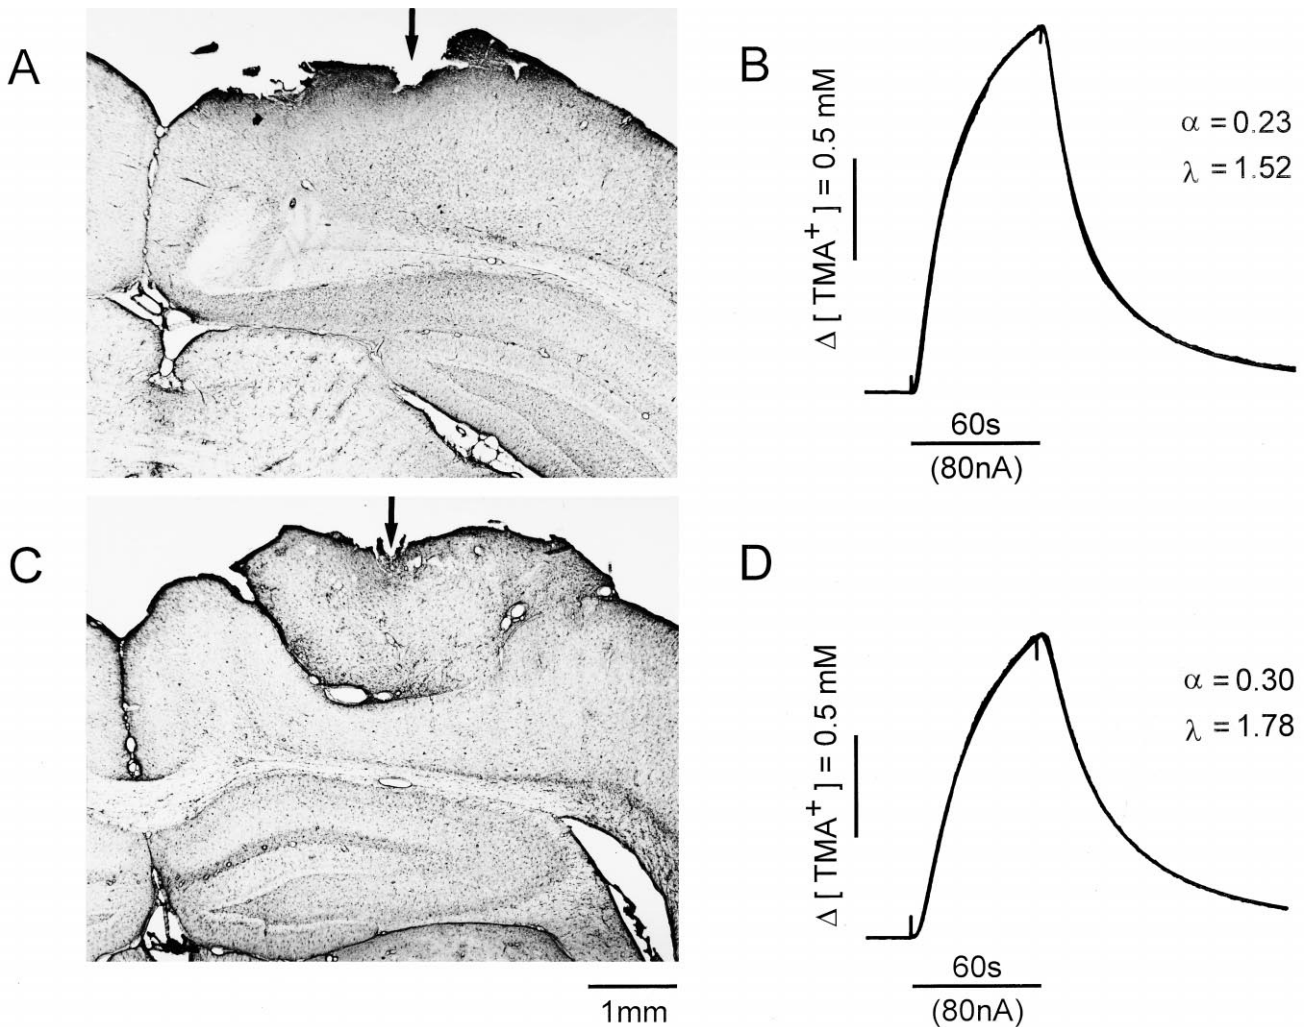 A
B
Δ [ TMA+ ] = 0.5 mM
α = 0.23
λ = 1.52
60s
(80nA)
C
D
Δ [ TMA+ ] = 0.5 mM
α = 0.30
λ = 1.78
60s
(80nA)
1mm